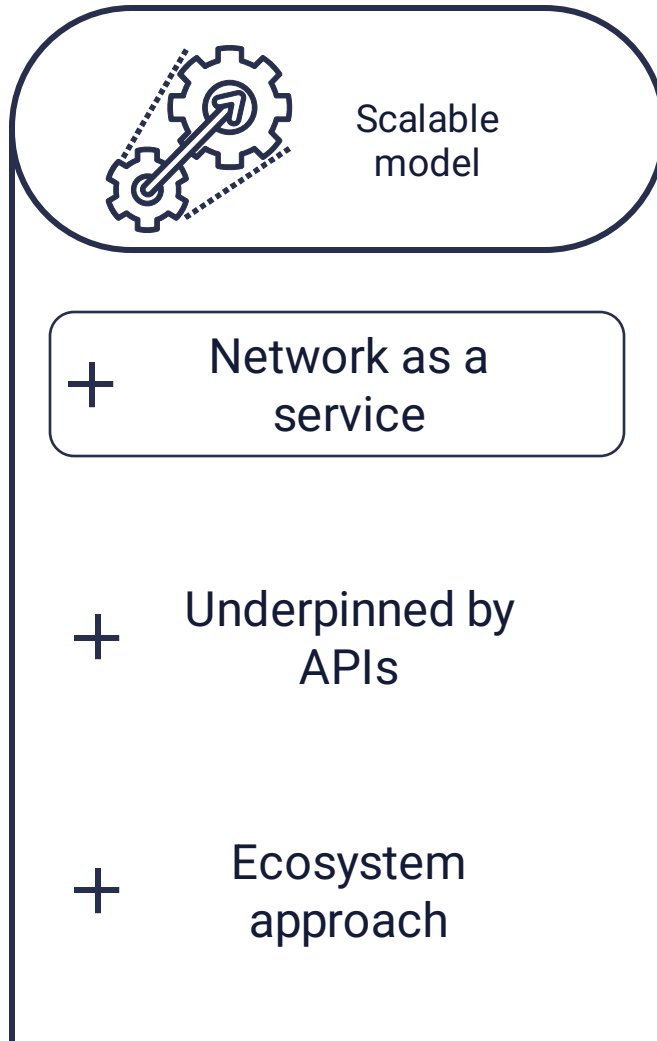 Scalable
model
Network as a
service
Underpinned by
APIs
Ecosystem
approach